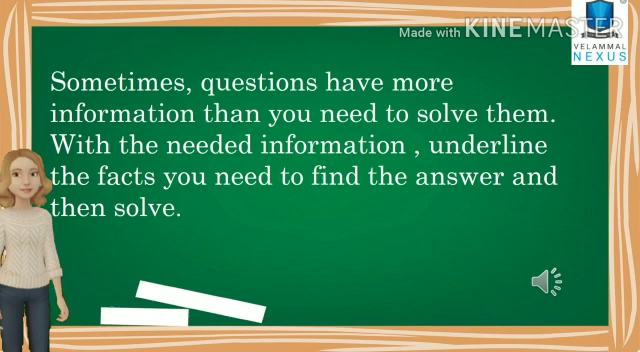 Made with KINEMASTER
VELAMMAL
NEXUS
Sometimes, questions have more
information than you need to solve them.
With the needed information , underline
the facts you need to find the answer and
then solve.